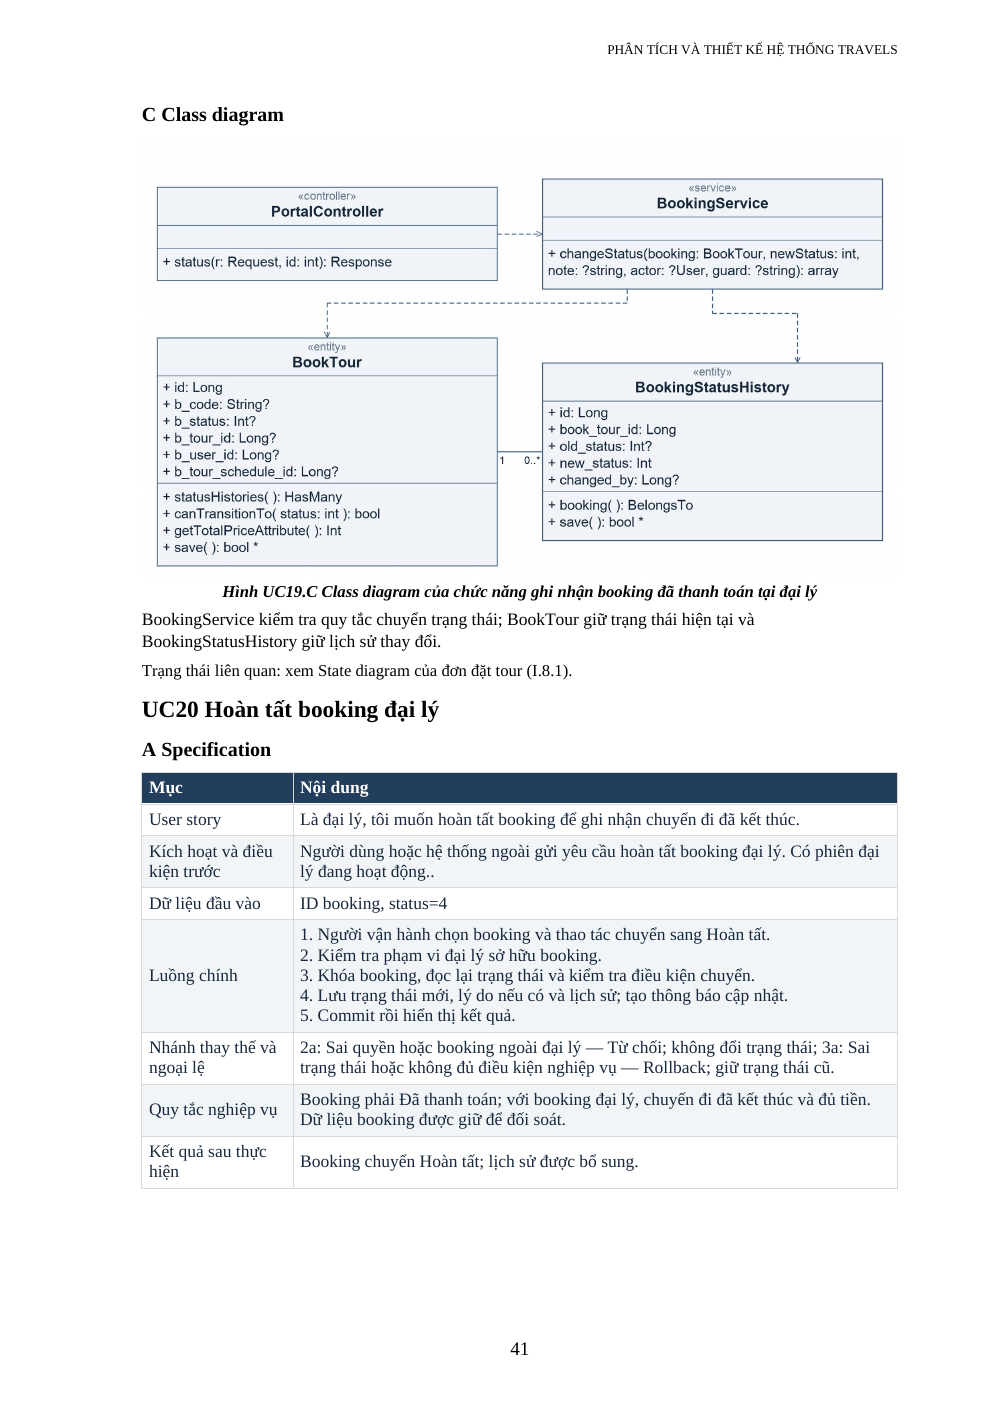 PHÂN TÍCH VÀ THIẾT KẾ HỆ THỐNG TRAVELS
C Class diagram
«controller»
PortalController
+ status(r: Request, id: int): Response
«service»
BookingService
+ changeStatus(booking: BookTour, newStatus: int,
note: ?string, actor: ?User, guard: ?string): array
«entity»
BookTour
+ id: Long
+ b_code: String?
+ b_status: Int?
+ b_tour_id: Long?
+ b_user_id: Long?
+ b_tour_schedule_id: Long?
+ statusHistories( ): HasMany
+ canTransitionTo( status: int ): bool
+ getTotalPriceAttribute( ): Int
+ save( ): bool *
1
0..*
«entity»
BookingStatusHistory
+ id: Long
+ book_tour_id: Long
+ old_status: Int?
+ new_status: Int
+ changed_by: Long?
+ booking( ): BelongsTo
+ save( ): bool *
Hình UC19.C Class diagram của chức năng ghi nhận booking đã thanh toán tại đại lý
BookingService kiểm tra quy tắc chuyển trạng thái; BookTour giữ trạng thái hiện tại và
BookingStatusHistory giữ lịch sử thay đổi.
Trạng thái liên quan: xem State diagram của đơn đặt tour (I.8.1).
UC20 Hoàn tất booking đại lý
A Specification
Mục
Nội dung
User story
Là đại lý, tôi muốn hoàn tất booking để ghi nhận chuyến đi đã kết thúc.
Kích hoạt và điều
kiện trước
Người dùng hoặc hệ thống ngoài gửi yêu cầu hoàn tất booking đại lý. Có phiên đại
lý đang hoạt động..
Dữ liệu đầu vào
ID booking, status=4
Luồng chính
1. Người vận hành chọn booking và thao tác chuyển sang Hoàn tất.
2. Kiểm tra phạm vi đại lý sở hữu booking.
3. Khóa booking, đọc lại trạng thái và kiểm tra điều kiện chuyển.
4. Lưu trạng thái mới, lý do nếu có và lịch sử; tạo thông báo cập nhật.
5. Commit rồi hiển thị kết quả.
Nhánh thay thế và
ngoại lệ
2a: Sai quyền hoặc booking ngoài đại lý — Từ chối; không đổi trạng thái; 3a: Sai
trạng thái hoặc không đủ điều kiện nghiệp vụ — Rollback; giữ trạng thái cũ.
Quy tắc nghiệp vụ
Booking phải Đã thanh toán; với booking đại lý, chuyến đi đã kết thúc và đủ tiền.
Dữ liệu booking được giữ để đối soát.
Kết quả sau thực
hiện
Booking chuyển Hoàn tất; lịch sử được bổ sung.
41